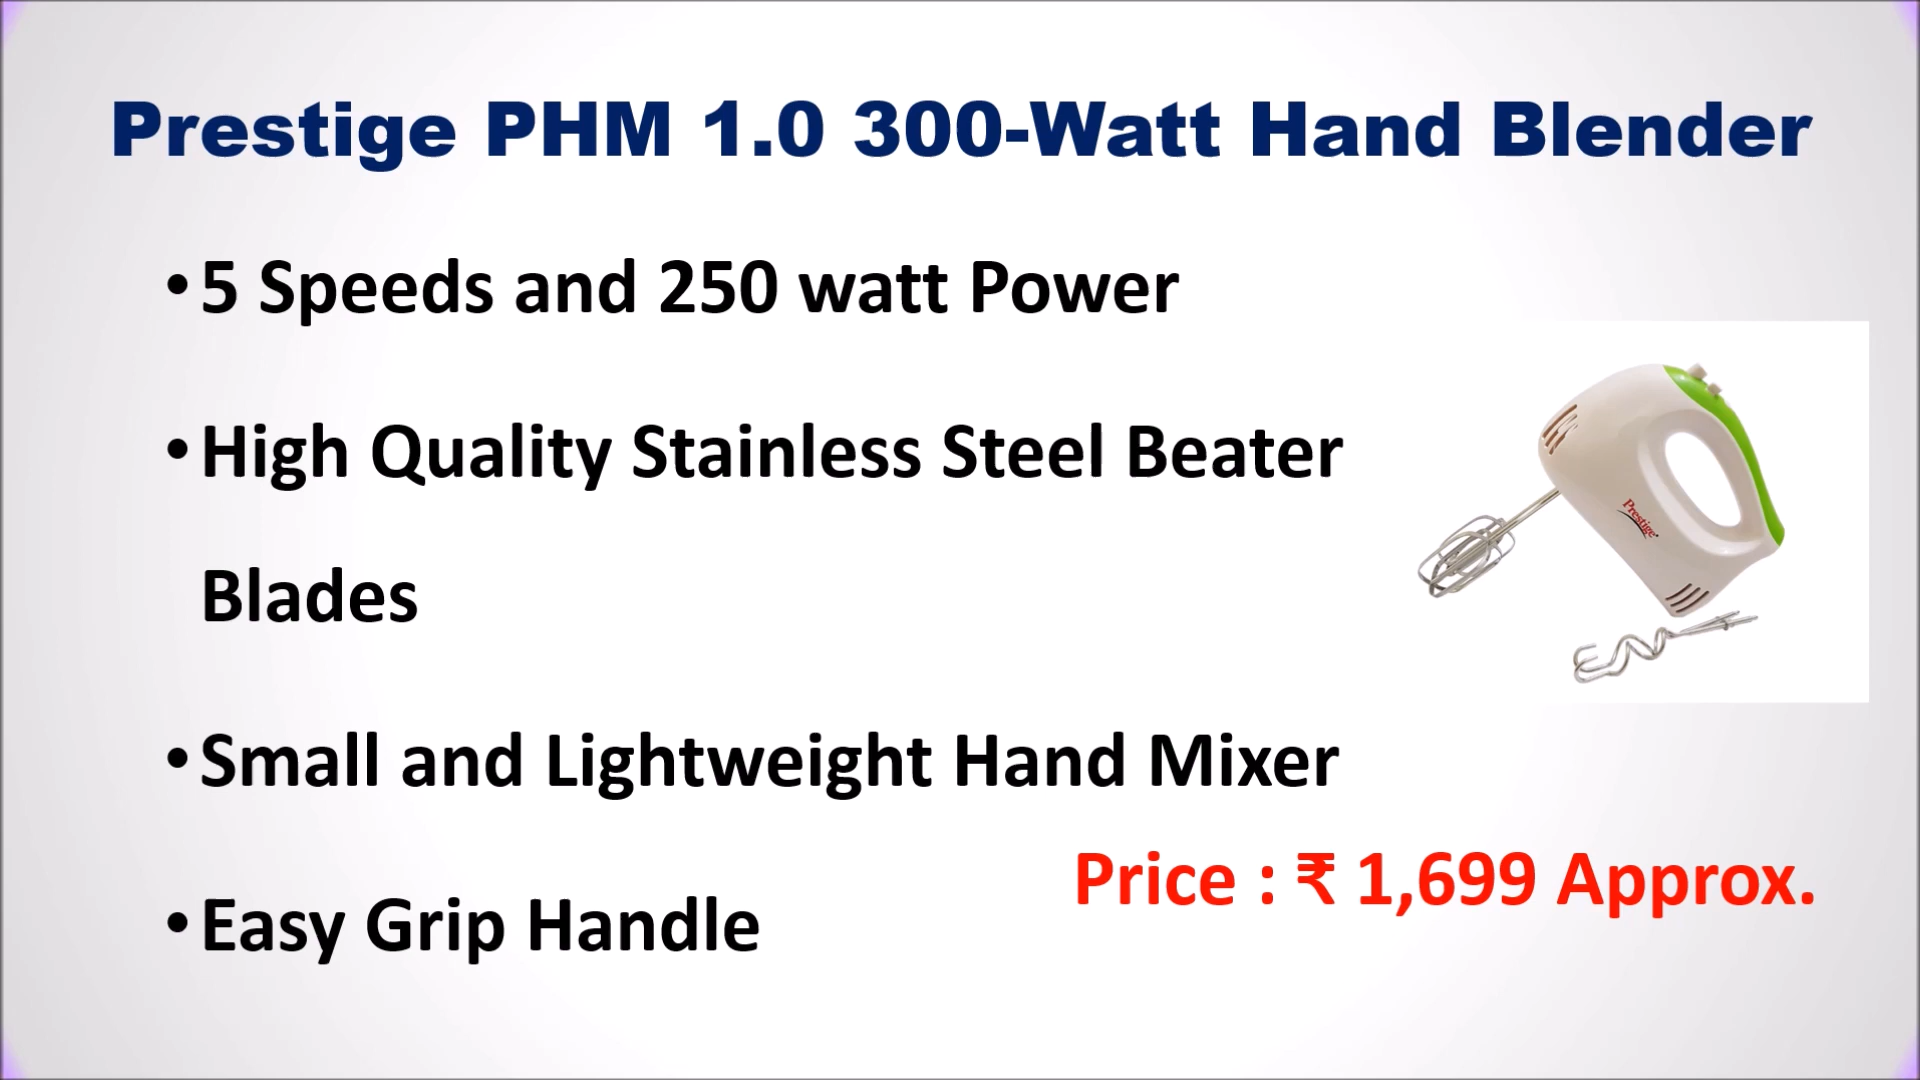 Prestige PHM 1.0 300-Watt Hand Blender
• 5 Speeds and 250 watt Power
• High Quality Stainless Steel Beater
Blades
Prestige
• Small and Lightweight Hand Mixer
Price : ₹ 1,699 Approx.
• Easy Grip Handle